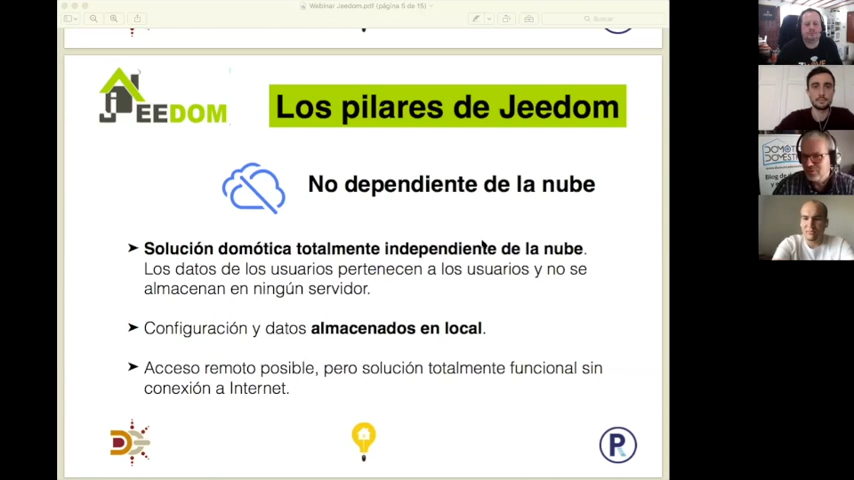 Webinar Jeedom.pdf (página 5 de 15)
Buscar
JEEDOM
Los pilares de Jeedom
No dependiente de la nube
➤ Solución domótica totalmente independiente de la nube.
Los datos de los usuarios pertenecen a los usuarios y no se
almacenan en ningún servidor.
➤ Configuración y datos almacenados en local.
➤ Acceso remoto posible, pero solución totalmente funcional sin
conexión a Internet.